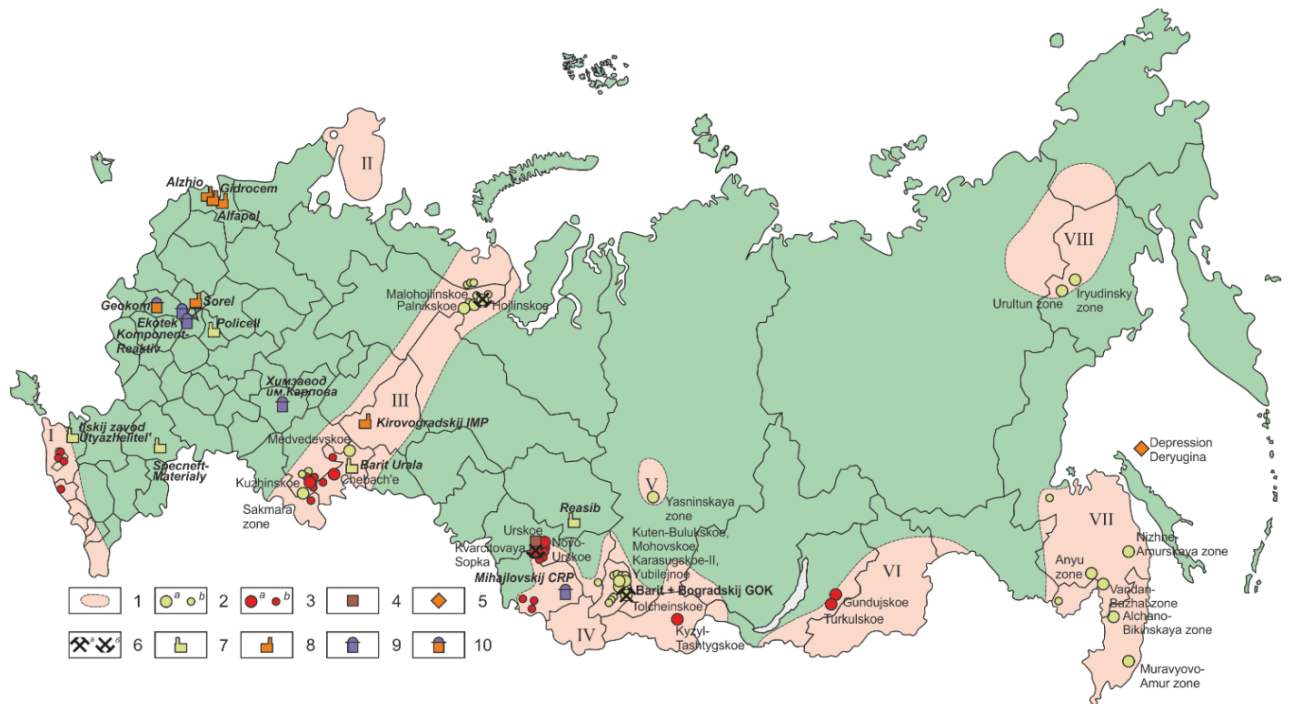 II
Alzhio
Gidrocem
Alfapol
VIII
Malohojlinskoe
Palnikskoe
Hojlinskoe
Urultun zone
Iryudinsky
zone
Geokom
Sorel
Ekotek
Policell
Komponent-
Reaktiv
Химзавод
им.Карпова
III
Kirovogradskij IMP
I
Ilskij zavod
'Utyazhelitel'
Medvedevskoe
Specneft-
Materialy
Barit Urala
Kuzhinskoe
Chebach'e
Sakmara
zone
Depression
Deryugina
V
Yasninskaya
zone
Reasib
Urskoe
Kvarcitovaya
Sopka
Novo-
Urskoe
Kuten-Bulukskoe,
Mohovskoe,
Karasugskoe-II,
Yubilejnoe
VII
Nizhne-
Amurskaya zone
Anyu
zone
Vandan-
Bazhal zone
Alchano-
Bikinskaya zone
Muravyovo-
Amur zone
Mihajlovskij CRP
Barit + Bogradskij GOK
Tolcheinskoe
IV
Kyzyl-
Tashtygskoe
VI
Gundujskoe
Turkulskoe
1
a b 2
a b 3
4
5
a б 6
7
8
9
10